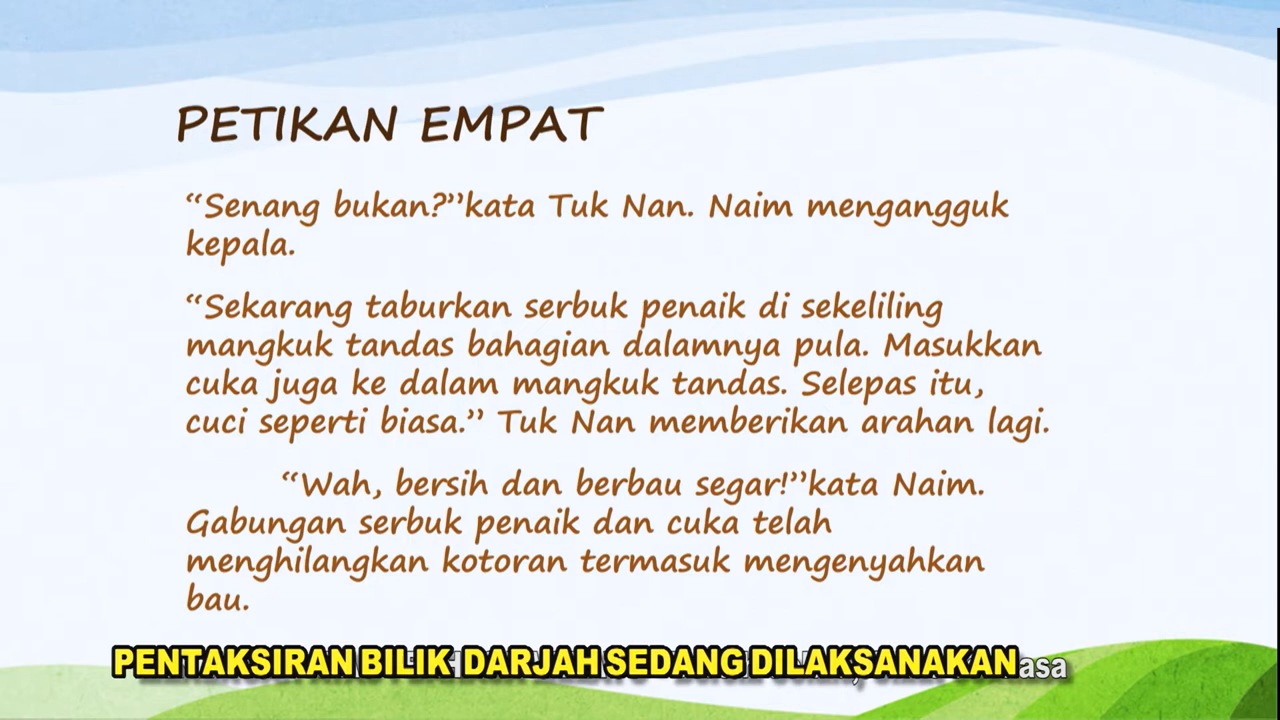 PETIKAN EMPAT
“Senang bukan?”kata Tuk Nan. Naim mengangguk
kepala.
“Sekarang taburkan serbuk penaik di sekeliling
mangkuk tandas bahagian dalamnya pula. Masukkan
cuka juga ke dalam mangkuk tandas. Selepas itu,
cuci seperti biasa.” Tuk Nan memberikan arahan lagi.
“Wah, bersih dan berbau segar!”kata Naim.
Gabungan serbuk penaik dan cuka telah
menghilangkan kotoran termasuk mengenyahkan
bau.
PENTAKSIRAN BILIK DARJAH SEDANG DILAKSANAKAN